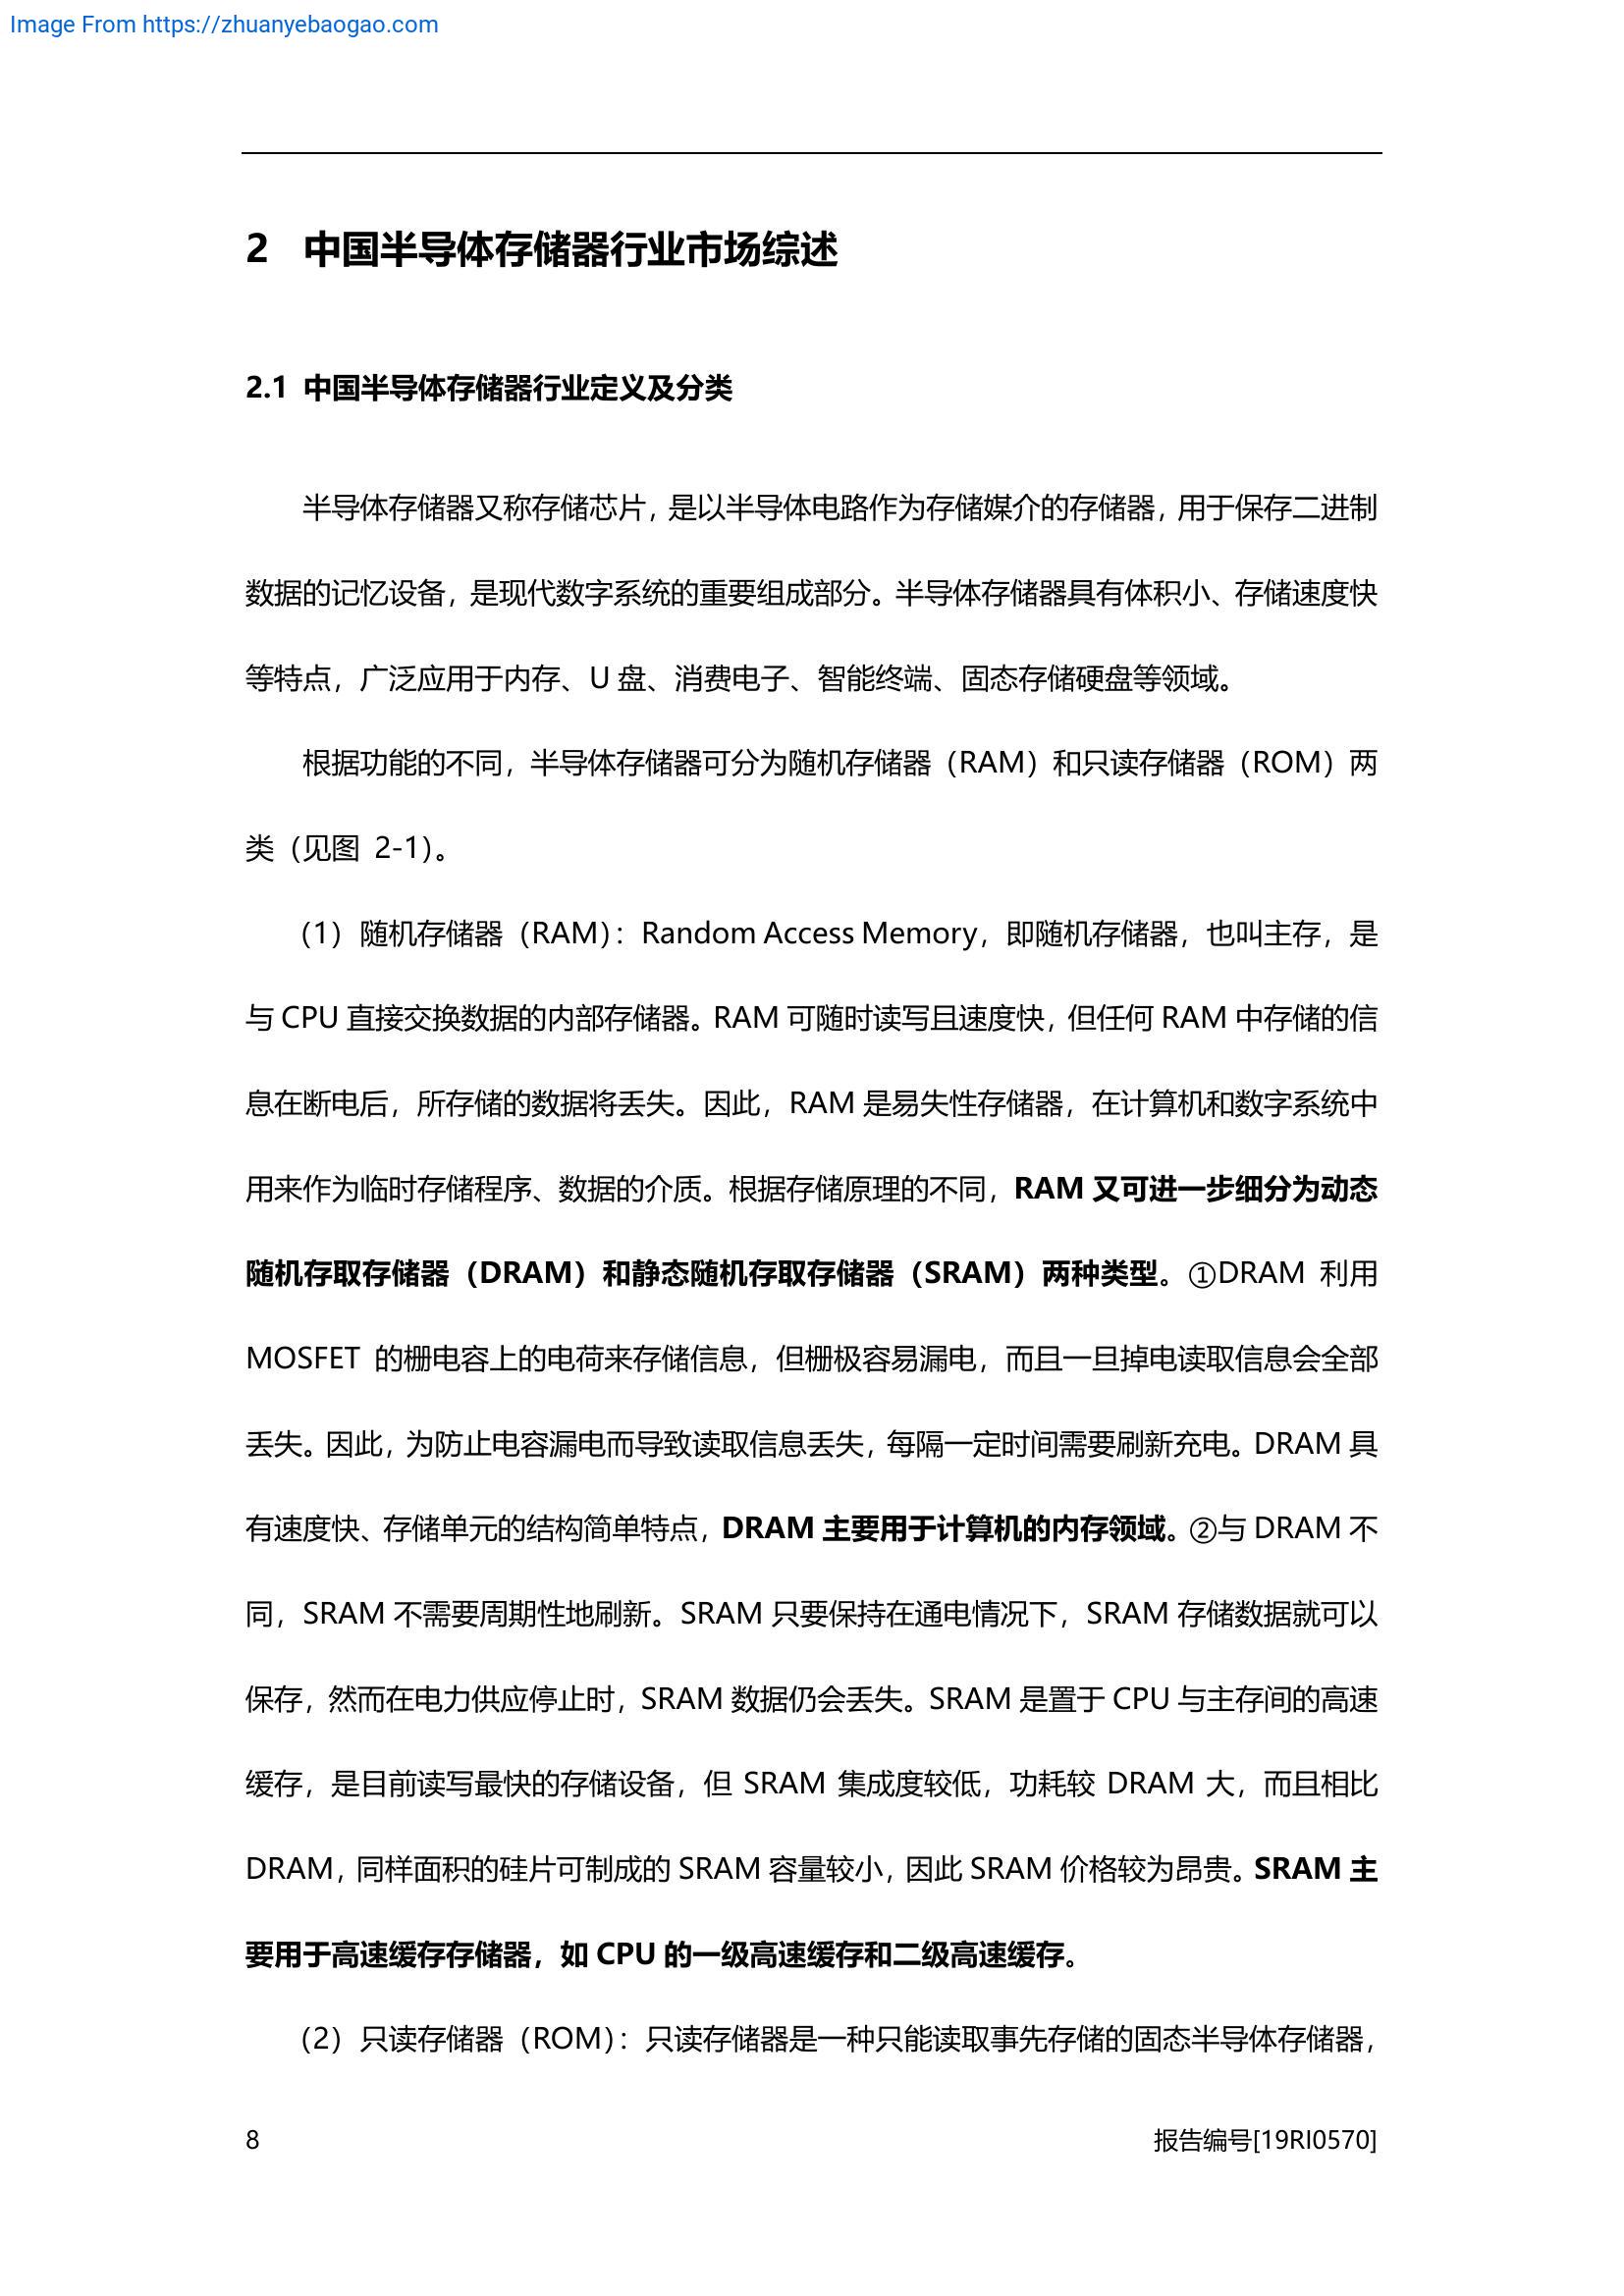 Image From https://zhuanyebaogao.com
2 中国半导体存储器行业市场综述
2.1 中国半导体存储器行业定义及分类
半导体存储器又称存储芯片，是以半导体电路作为存储媒介的存储器，用于保存二进制
数据的记忆设备，是现代数字系统的重要组成部分。半导体存储器具有体积小、存储速度快
等特点，广泛应用于内存、U 盘、消费电子、智能终端、固态存储硬盘等领域。
根据功能的不同，半导体存储器可分为随机存储器（RAM）和只读存储器（ROM）两
类（见图 2-1）。
（1）随机存储器（RAM）：Random Access Memory，即随机存储器，也叫主存，是
与 CPU 直接交换数据的内部存储器。RAM 可随时读写且速度快，但任何 RAM 中存储的信
息在断电后，所存储的数据将丢失。因此，RAM 是易失性存储器，在计算机和数字系统中
用来作为临时存储程序、数据的介质。根据存储原理的不同，RAM 又可进一步细分为动态
随机存取存储器（DRAM）和静态随机存取存储器（SRAM）两种类型。①DRAM 利用
MOSFET 的栅电容上的电荷来存储信息，但栅极容易漏电，而且一旦掉电读取信息会全部
丢失。因此，为防止电容漏电而导致读取信息丢失，每隔一定时间需要刷新充电。DRAM 具
有速度快、存储单元的结构简单特点，DRAM 主要用于计算机的内存领域。②与 DRAM 不
同，SRAM 不需要周期性地刷新。SRAM 只要保持在通电情况下，SRAM 存储数据就可以
保存，然而在电力供应停止时，SRAM 数据仍会丢失。SRAM 是置于 CPU 与主存间的高速
缓存，是目前读写最快的存储设备，但 SRAM 集成度较低，功耗较 DRAM 大，而且相比
DRAM，同样面积的硅片可制成的 SRAM 容量较小，因此 SRAM 价格较为昂贵。SRAM 主
要用于高速缓存存储器，如 CPU 的一级高速缓存和二级高速缓存。
（2）只读存储器（ROM）：只读存储器是一种只能读取事先存储的固态半导体存储器，
8 报告编号[19RI0570]